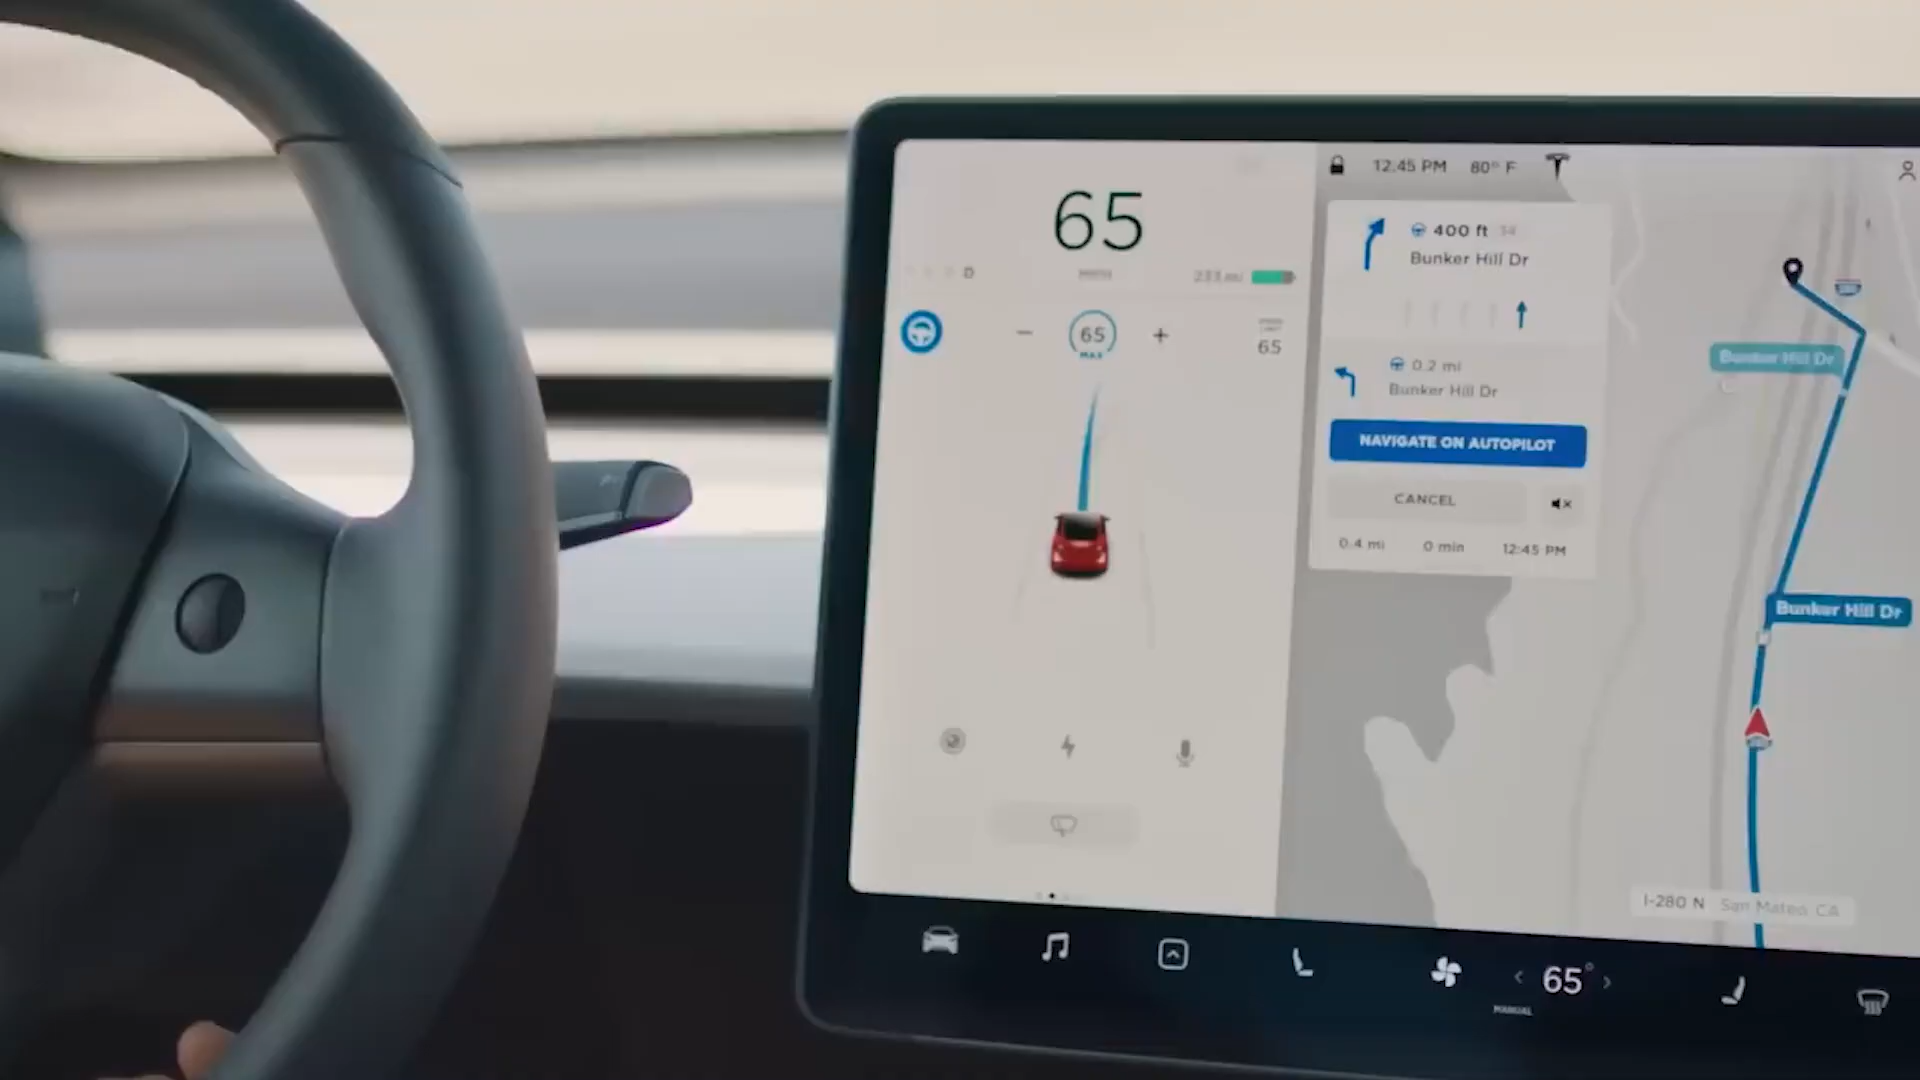 65
D
233 mi
65
MAX
65
12:45 PM 80° F
400 ft
Bunker Hill Dr
0.2 mi
Bunker Hill Dr
NAVIGATE ON AUTOPILOT
CANCEL
0.4 mi 0 min 12:45 PM
Bunker Hill Dr
Bunker Hill Dr
I-280 N San Mateo, CA
65°
MANUAL